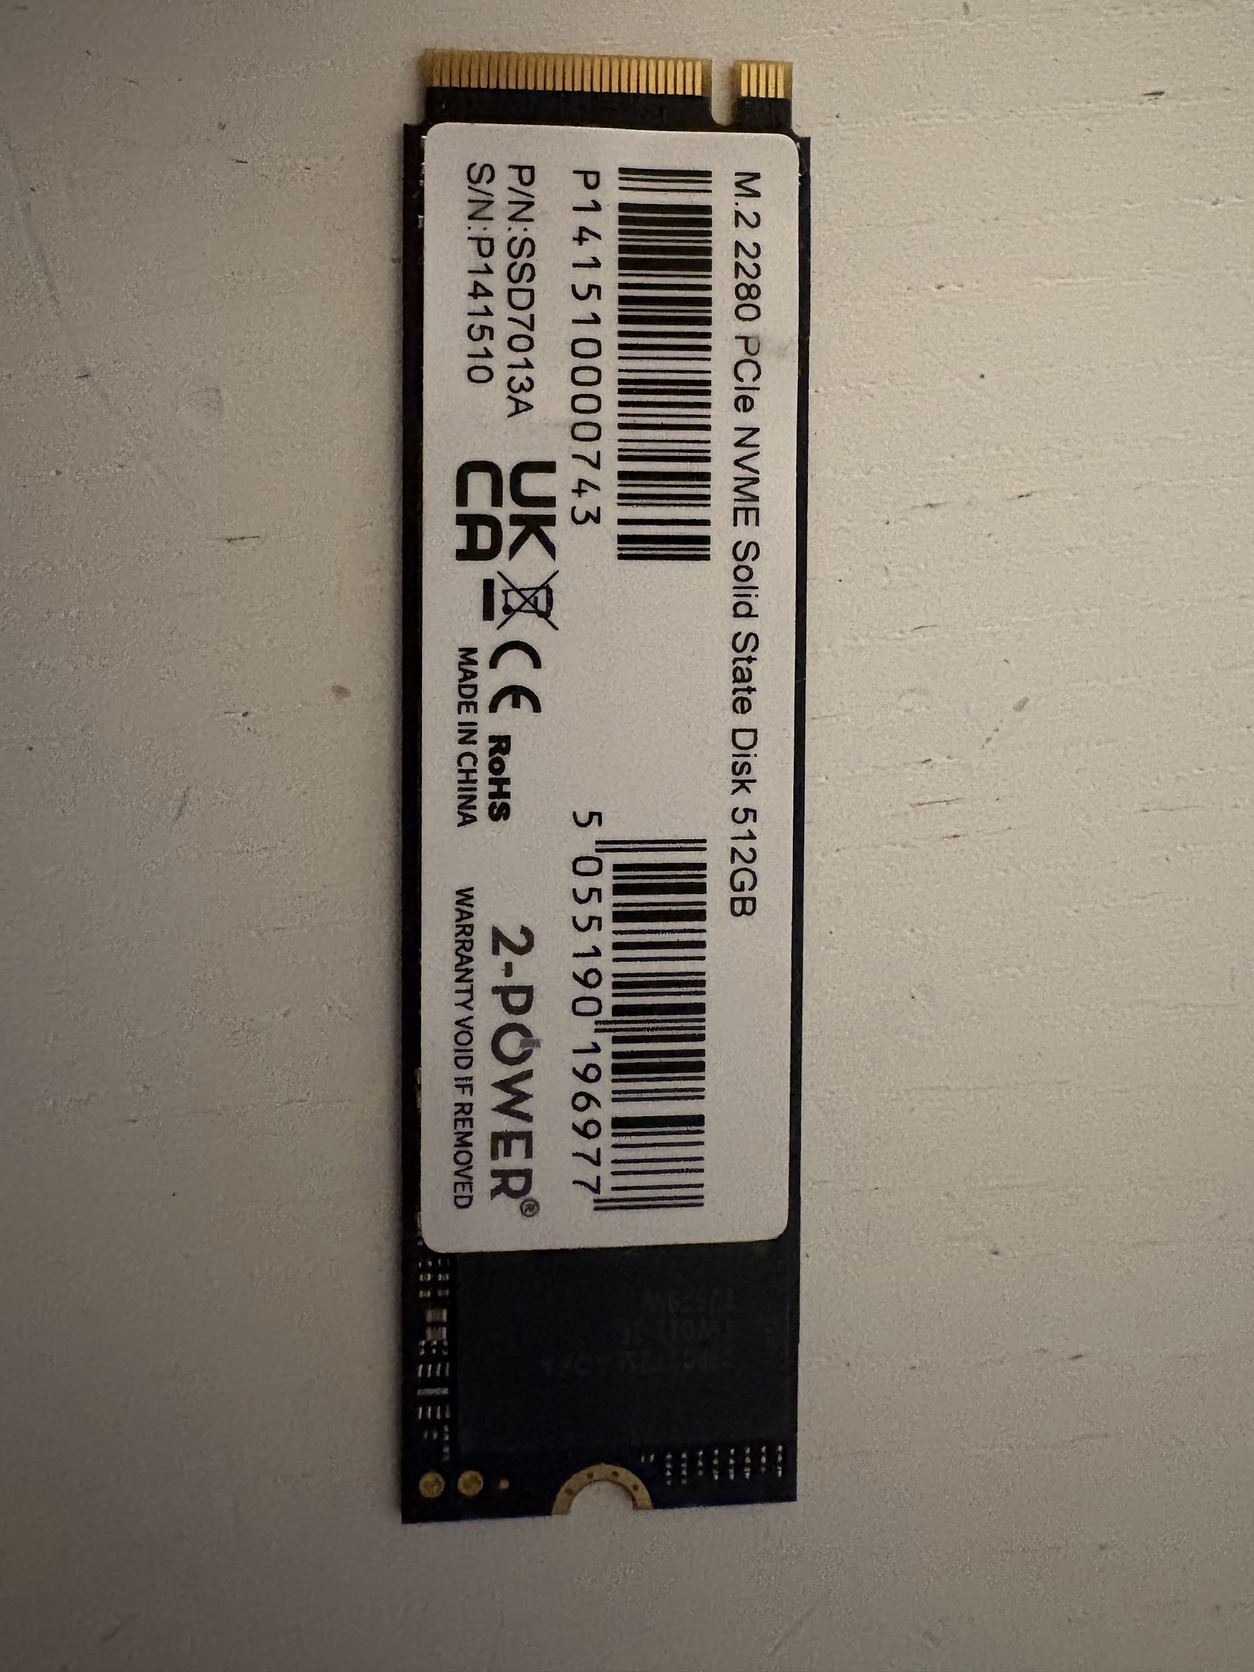 M.2 2280 PCIe NVME Solid State Disk 512GB
P141510000743
5 055190 196977
P/N:SSD7013A
S/N:P141510
UK
CA
CE
RoHS
MADE IN CHINA
2-POWER®
WARRANTY VOID IF REMOVED